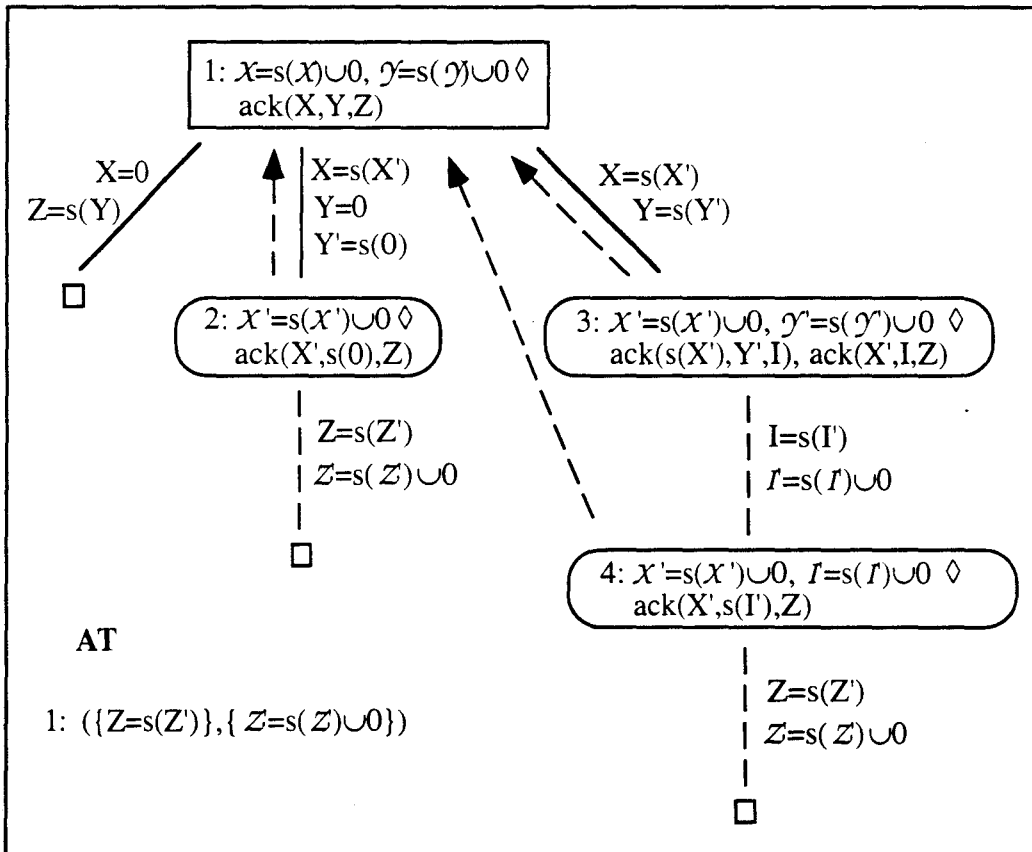 1: 𝒳=s(𝒳)∪0, 𝒴=s(𝒴)∪0 ◊
ack(X,Y,Z)
X=0
Z=s(Y)
X=s(X')
Y=0
Y'=s(0)
X=s(X')
Y=s(Y')
2: 𝒳'=s(𝒳')∪0 ◊
ack(X',s(0),Z)
3: 𝒳'=s(𝒳')∪0, 𝒴'=s(𝒴')∪0 ◊
ack(s(X'),Y',I), ack(X',I,Z)
Z=s(Z')
𝒵'=s(𝒵')∪0
I=s(I')
ℐ'=s(ℐ')∪0
4: 𝒳'=s(𝒳')∪0, ℐ'=s(ℐ')∪0 ◊
ack(X',s(I'),Z)
AT
1: ({Z=s(Z')},{𝒵'=s(𝒵')∪0})
Z=s(Z')
𝒵'=s(𝒵')∪0